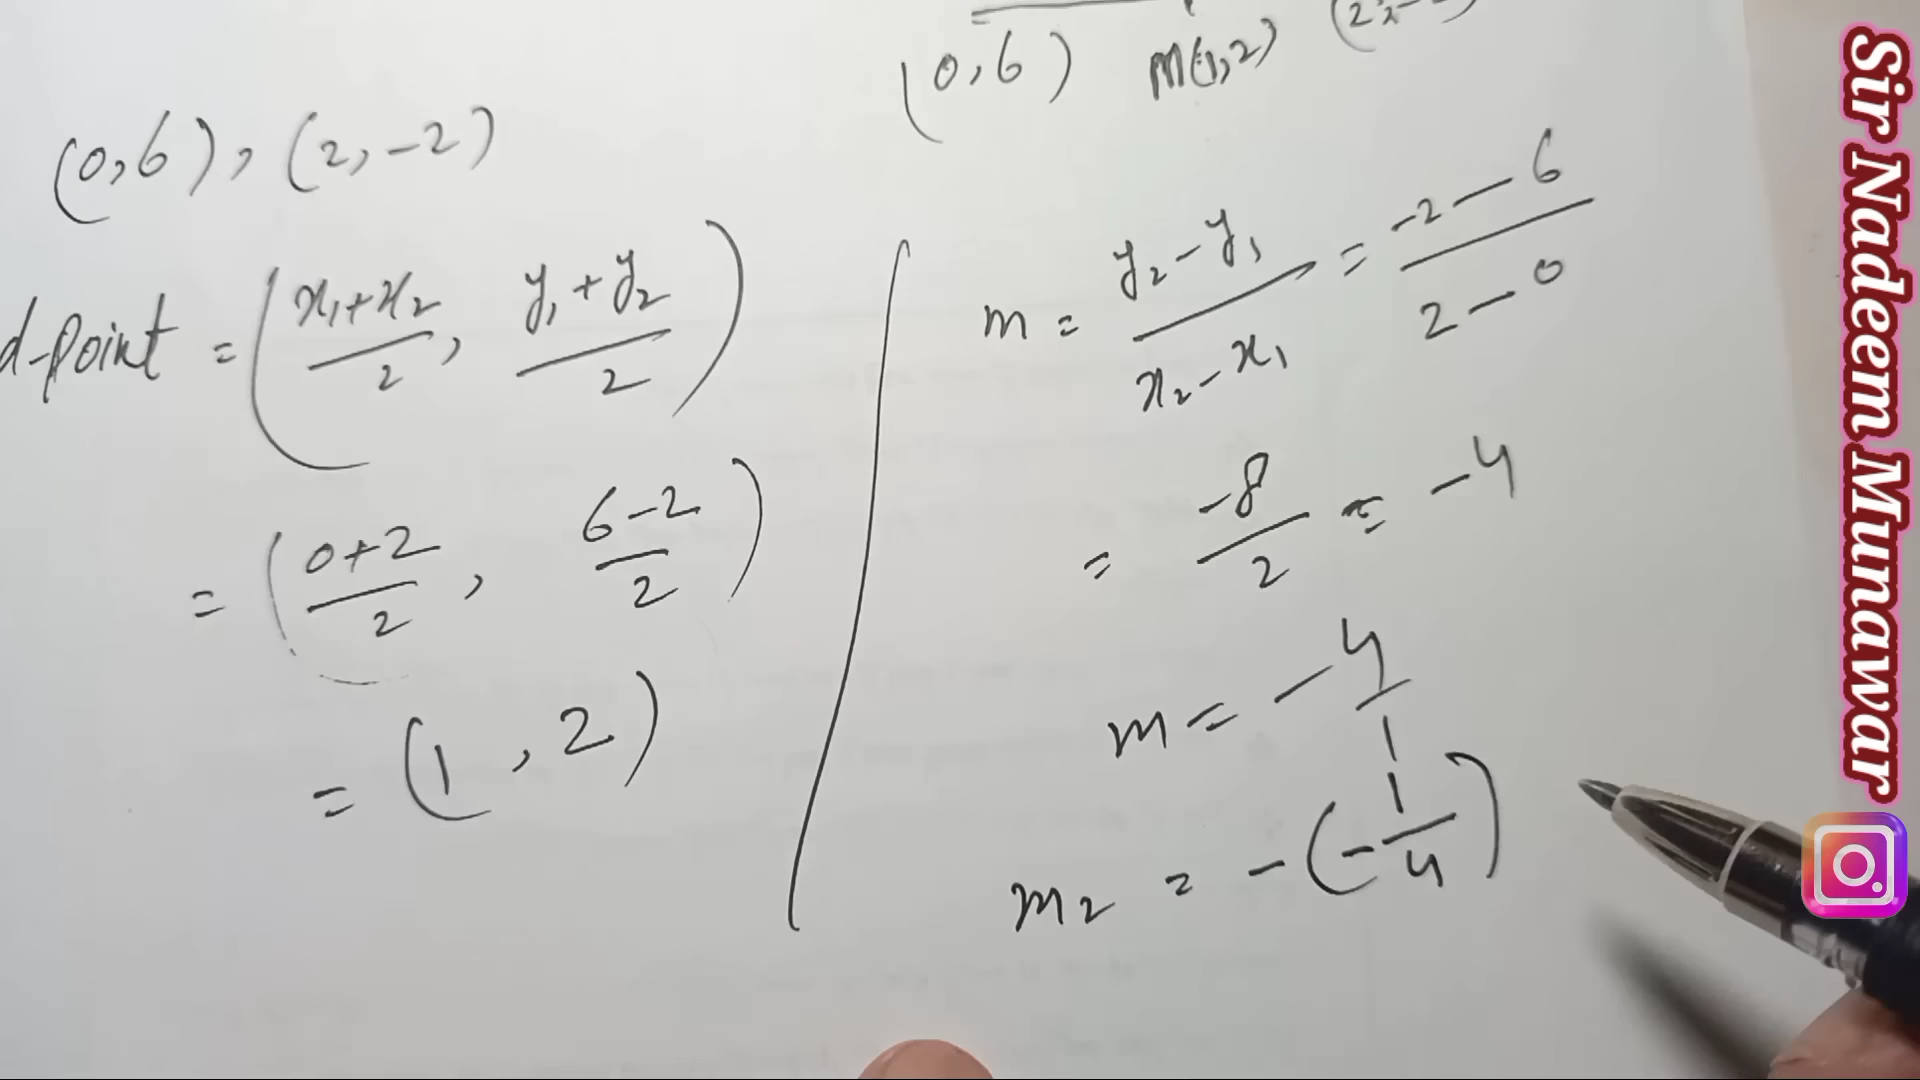 (0,6) M(1,2) (2,-2)
(0,6), (2,-2)
d-point = (x₁+x₂/2, y₁+y₂/2)
= (0+2/2, 6-2/2)
= (1, 2)
m = y₂-y₁/x₂-x₁ = -2-6/2-0
= -8/2 = -4
m = -4/1
m₂ = -(-1/4)
Sir Nadeem Munawar